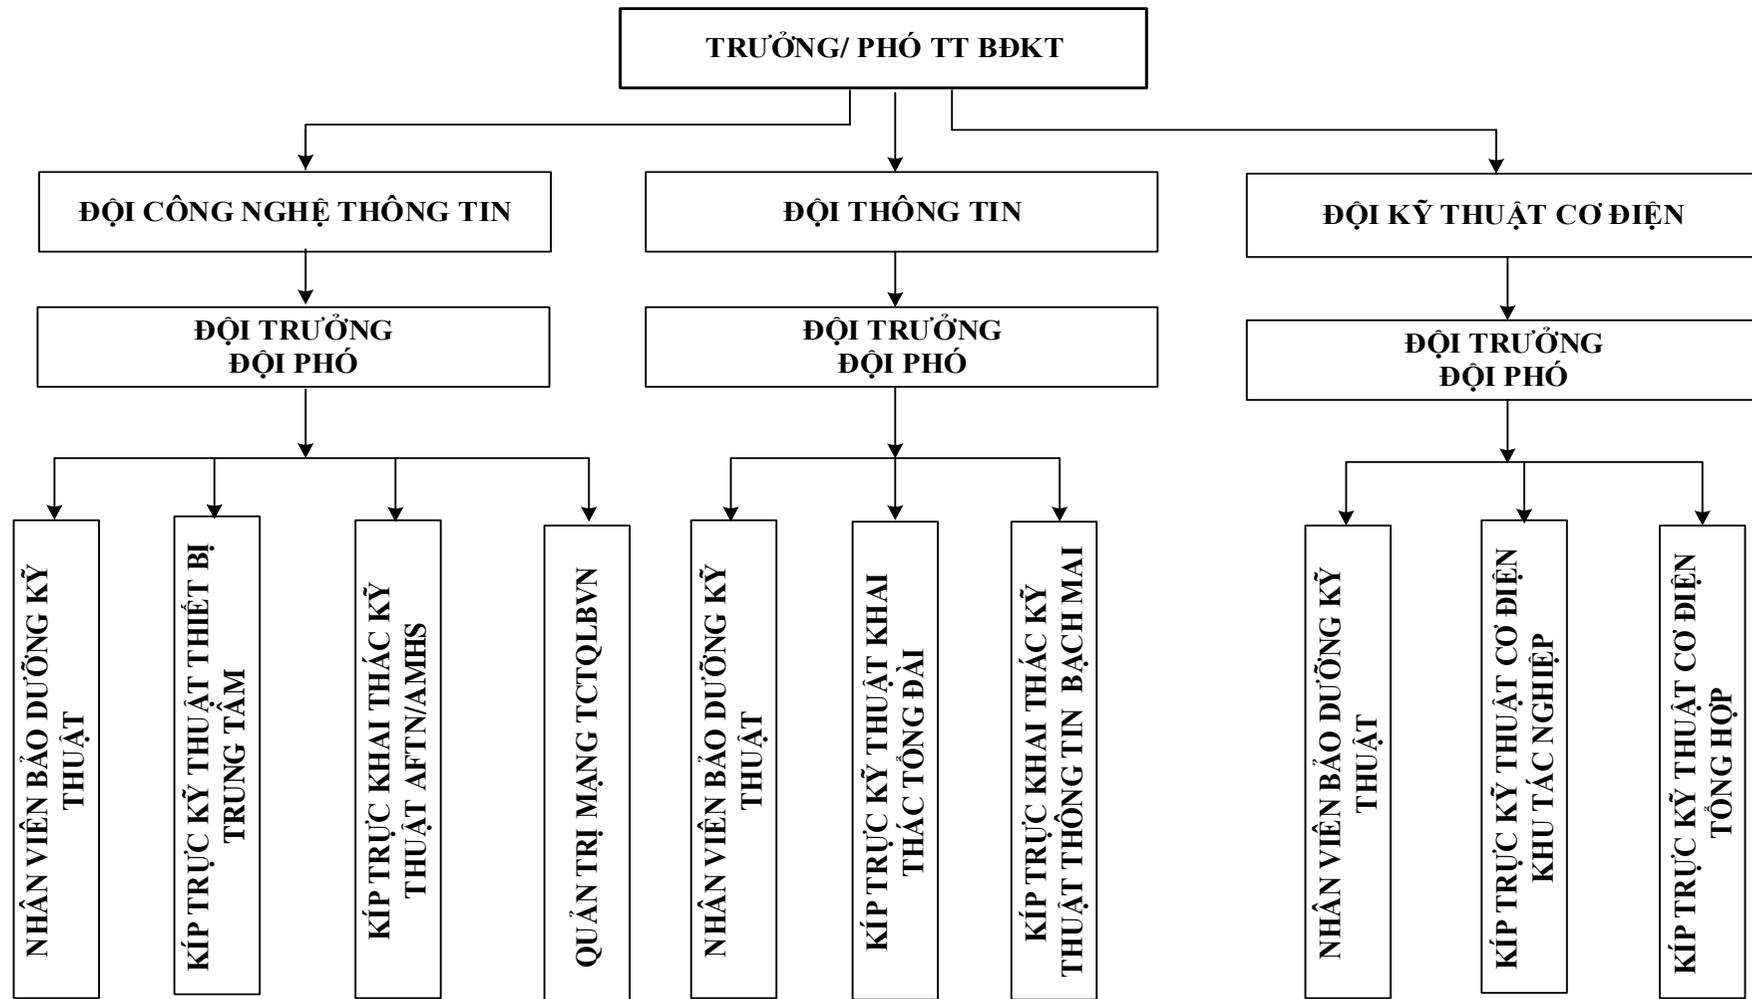 TRƯỞNG/ PHÓ TT BĐKT
ĐỘI CÔNG NGHỆ THÔNG TIN
ĐỘI THÔNG TIN
ĐỘI KỸ THUẬT CƠ ĐIỆN
ĐỘI TRƯỞNG
ĐỘI PHÓ
ĐỘI TRƯỞNG
ĐỘI PHÓ
ĐỘI TRƯỞNG
ĐỘI PHÓ
NHÂN VIÊN BẢO DƯỠNG KỸ
THUẬT
KÍP TRỰC KỸ THUẬT THIẾT BỊ
TRUNG TÂM
KÍP TRỰC KHAI THÁC KỸ
THUẬT AFTN/AMHS
QUẢN TRỊ MẠNG TCTQLBVN
NHÂN VIÊN BẢO DƯỠNG KỸ
THUẬT
KÍP TRỰC KỸ THUẬT KHAI
THÁC TỔNG ĐÀI
KÍP TRỰC KHAI THÁC KỸ
THUẬT THÔNG TIN BẠCH MAI
NHÂN VIÊN BẢO DƯỠNG KỸ
THUẬT
KÍP TRỰC KỸ THUẬT CƠ ĐIỆN
KHU TÁC NGHIỆP
KÍP TRỰC KỸ THUẬT CƠ ĐIỆN
TỔNG HỢP